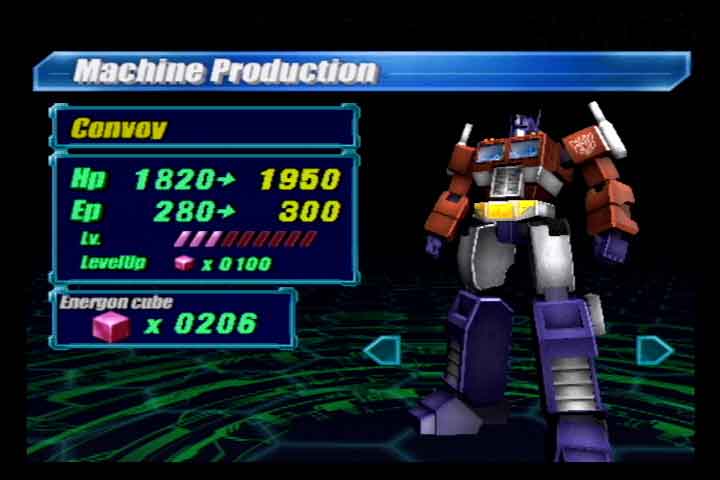 Machine Production
Convoy
Hp 1820→ 1950
Ep 280→ 300
Lv.
LevelUp x 0100
Energon cube
x 0206